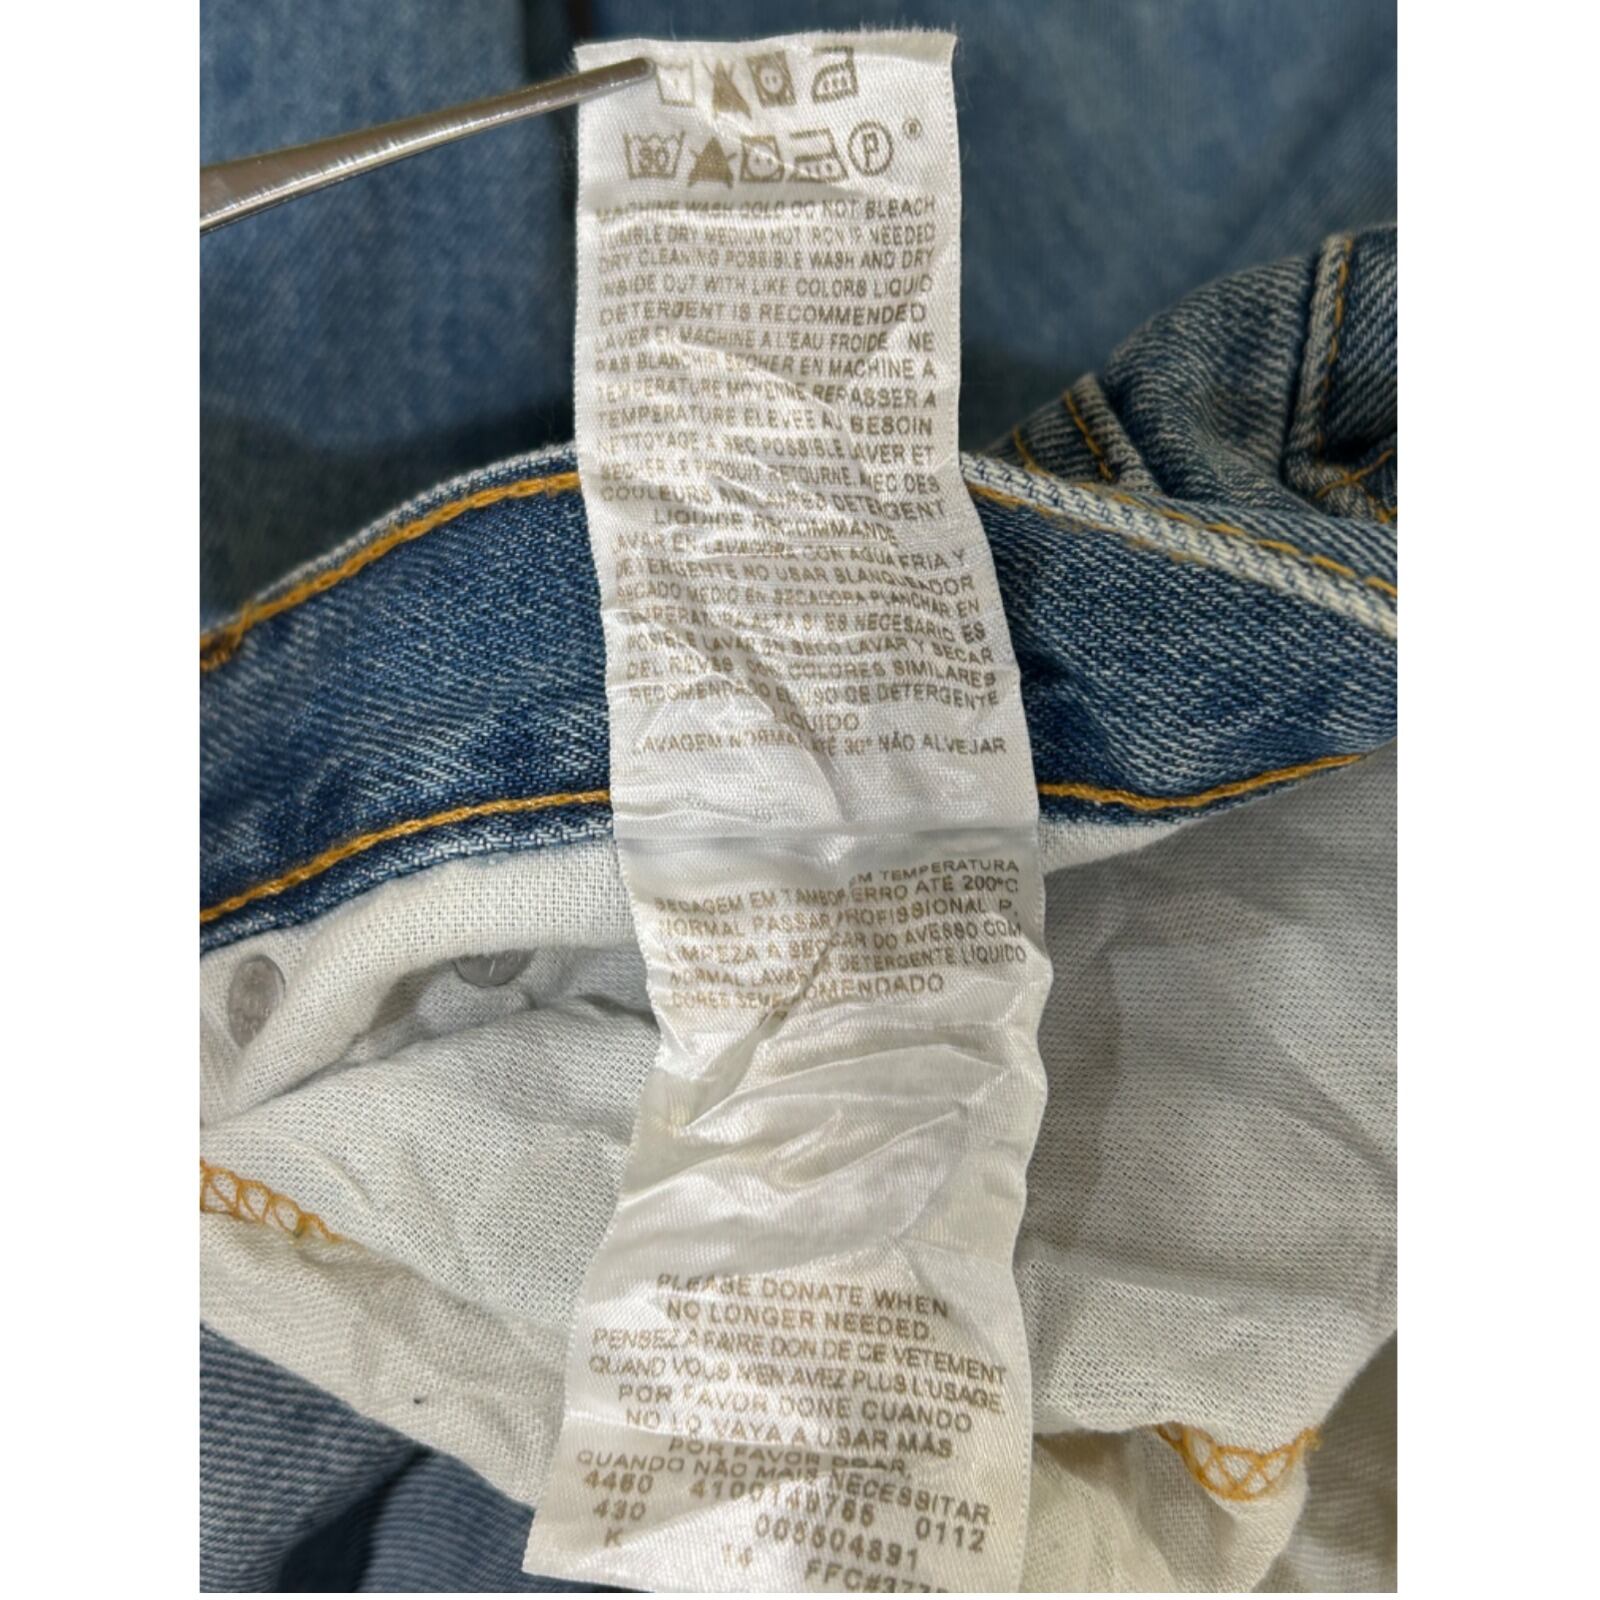 30 P ®
MACHINE WASH COLD DO NOT BLEACH
TUMBLE DRY MEDIUM HOT IRON IF NEEDED
DRY CLEANING POSSIBLE WASH AND DRY
INSIDE OUT WITH LIKE COLORS LIQUID
DETERGENT IS RECOMMENDED
LAVER EN MACHINE A L'EAU FROIDE NE
PAS BLANCHIR SECHER EN MACHINE A
TEMPERATURE MOYENNE REPASSER A
TEMPERATURE ELEVEE AU BESOIN
NETTOYAGE A SEC POSSIBLE LAVER ET
SECHER LE PRODUIT RETOURNE AVEC DES
COULEURS SIMILAIRES DETERGENT
LIQUIDE RECOMMANDE
LAVAR EN LAVADORA CON AGUA FRIA Y
DETERGENTE NO USAR BLANQUEADOR
SECADO MEDIO EN SECADORA PLANCHAR EN
TEMPERATURA ALTA SI ES NECESARIO ES
POSIBLE LAVAR EN SECO LAVAR Y SECAR
DEL REVES CON COLORES SIMILARES
RECOMENDADO EL USO DE DETERGENTE
LIQUIDO
LAVAGEM NORMAL ATÉ 30° NÃO ALVEJAR
SECAGEM EM TAMBOR EM TEMPERATURA
NORMAL PASSAR FERRO ATÉ 200°C
LIMPEZA A SECO PROFISSIONAL P.
NORMAL LAVAR DO AVESSO COM
CORES DETERGENTE LIQUIDO
PLEASE DONATE WHEN
NO LONGER NEEDED.
PENSEZ A FAIRE DON DE CE VETEMENT
QUAND VOUS N'EN AVEZ PLUS L'USAGE.
POR FAVOR DONE CUANDO
NO LO VAYA A USAR MÁS.
POR FAVOR DOAR,
QUANDO NÃO MAIS NECESSITAR
4460 0112
430 005504891
K 14 FFC#377